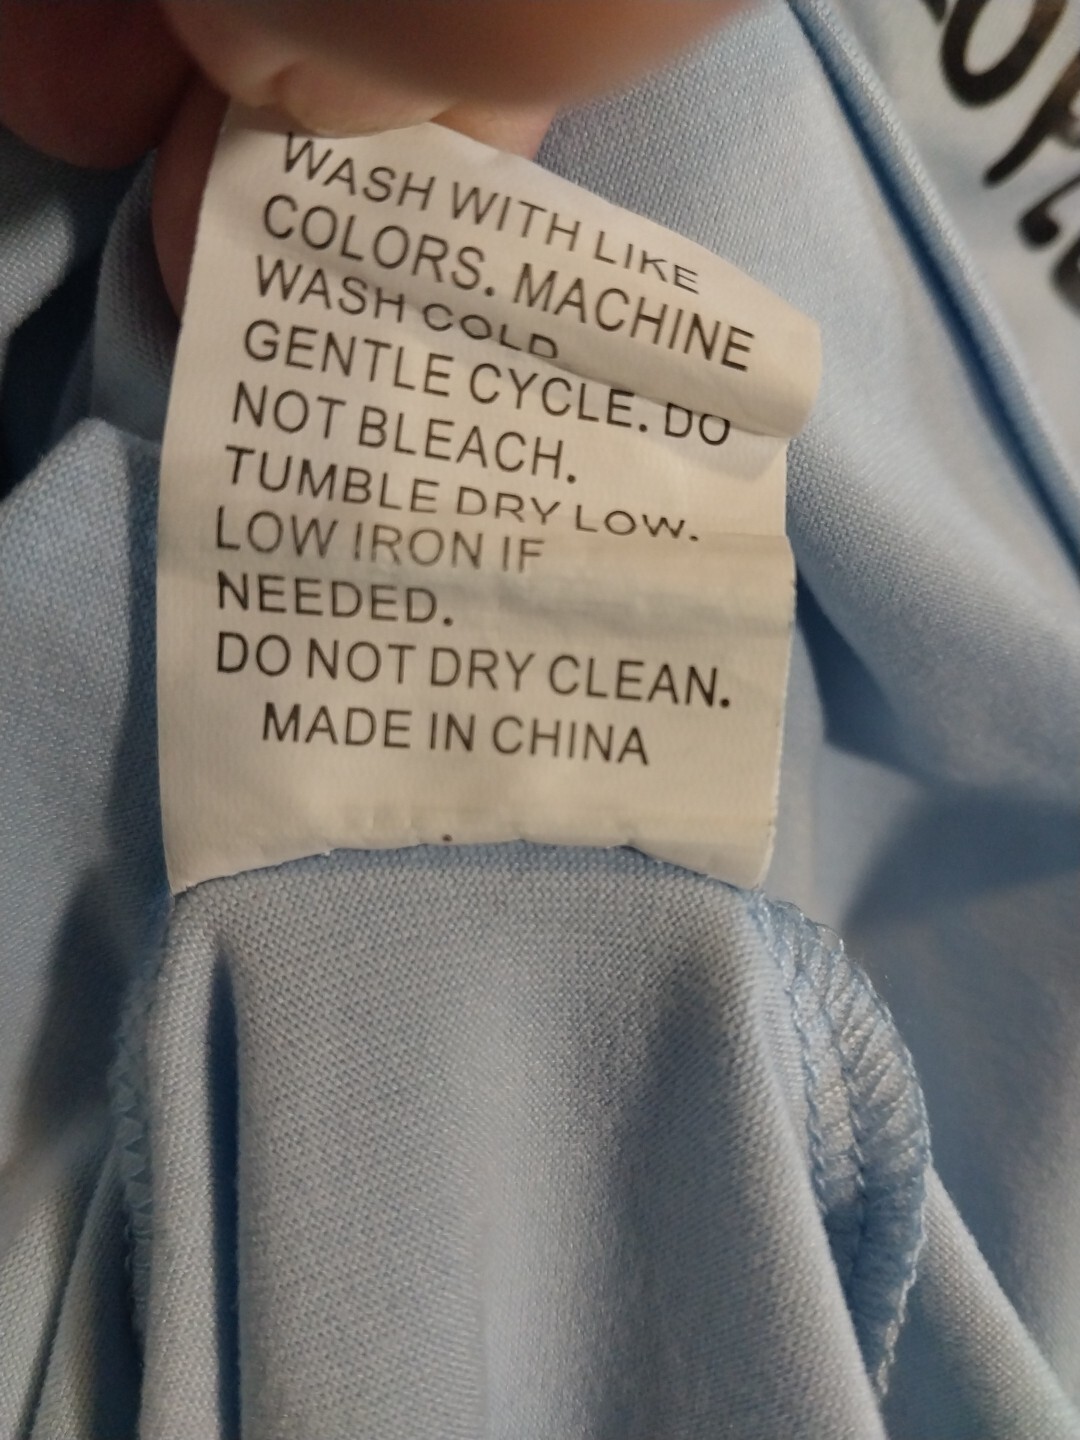 WASH WITH LIKE
COLORS. MACHINE
WASH COLD
GENTLE CYCLE. DO
NOT BLEACH.
TUMBLE DRY LOW.
LOW IRON IF
NEEDED.
DO NOT DRY CLEAN.
MADE IN CHINA